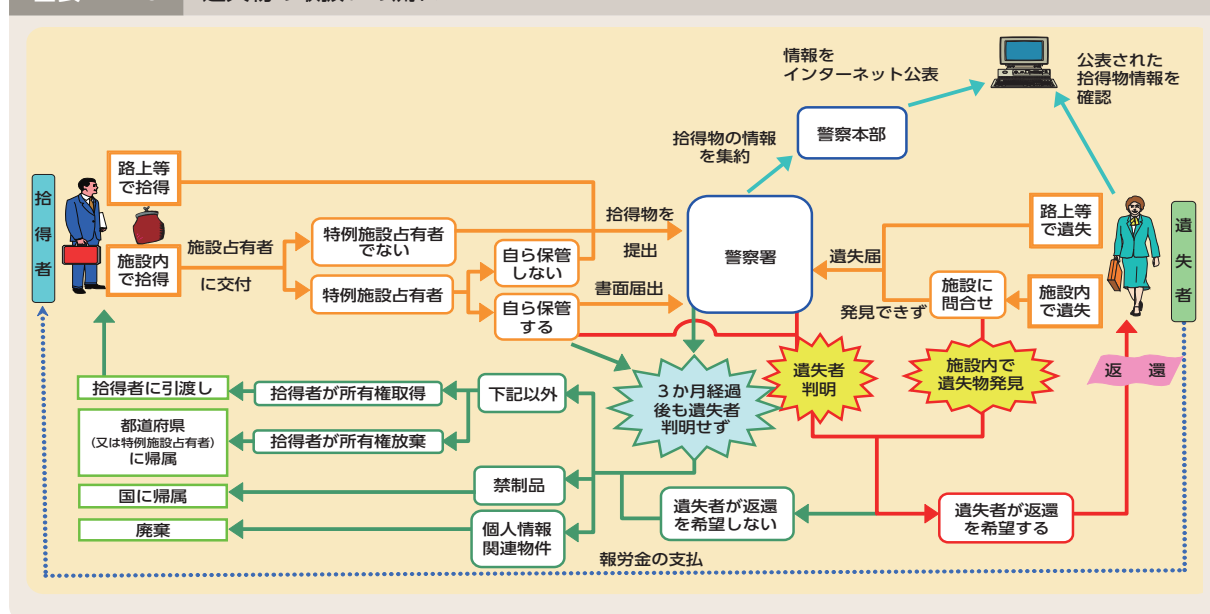 情報を
インターネット公表
公表された
拾得物情報を
確認
警察本部
拾得物の情報
を集約
路上等
で拾得
拾得者
施設内
で拾得
施設占有者
に交付
特例施設占有者
でない
特例施設占有者
自ら保管
しない
自ら保管
する
拾得物を
提出
書面届出
警察署
遺失届
発見できず
施設に
問合せ
路上等
で遺失
施設内
で遺失
遺失者
返還
遺失者
判明
施設内で
遺失物発見
3か月経過
後も遺失者
判明せず
拾得者に引渡し
拾得者が所有権取得
下記以外
都道府県
(又は特例施設占有者)
に帰属
拾得者が所有権放棄
国に帰属
禁制品
廃棄
個人情報
関連物件
遺失者が返還
を希望しない
遺失者が返還
を希望する
報労金の支払